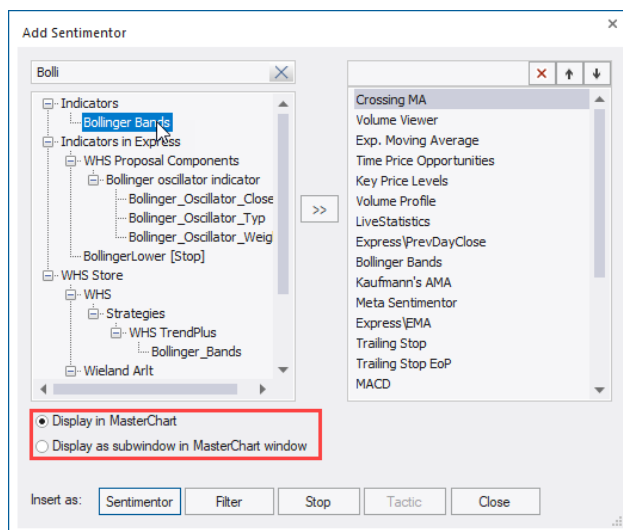 Add Sentimentor
Bolli
Indicators
Bollinger Bands
Indicators in Express
WHS Proposal Components
Bollinger oscillator indicator
Bollinger_Oscillator_Close
Bollinger_Oscillator_Typ
Bollinger_Oscillator_Weig
BollingerLower [Stop]
WHS Store
WHS
Strategies
WHS TrendPlus
Bollinger_Bands
Wieland Arlt
>>
Crossing MA
Volume Viewer
Exp. Moving Average
Time Price Opportunities
Key Price Levels
Volume Profile
LiveStatistics
Express\PrevDayClose
Bollinger Bands
Kaufmann's AMA
Meta Sentimentor
Express\EMA
Trailing Stop
Trailing Stop EoP
MACD
Display in MasterChart
Display as subwindow in MasterChart window
Insert as: Sentimentor Filter Stop Tactic Close